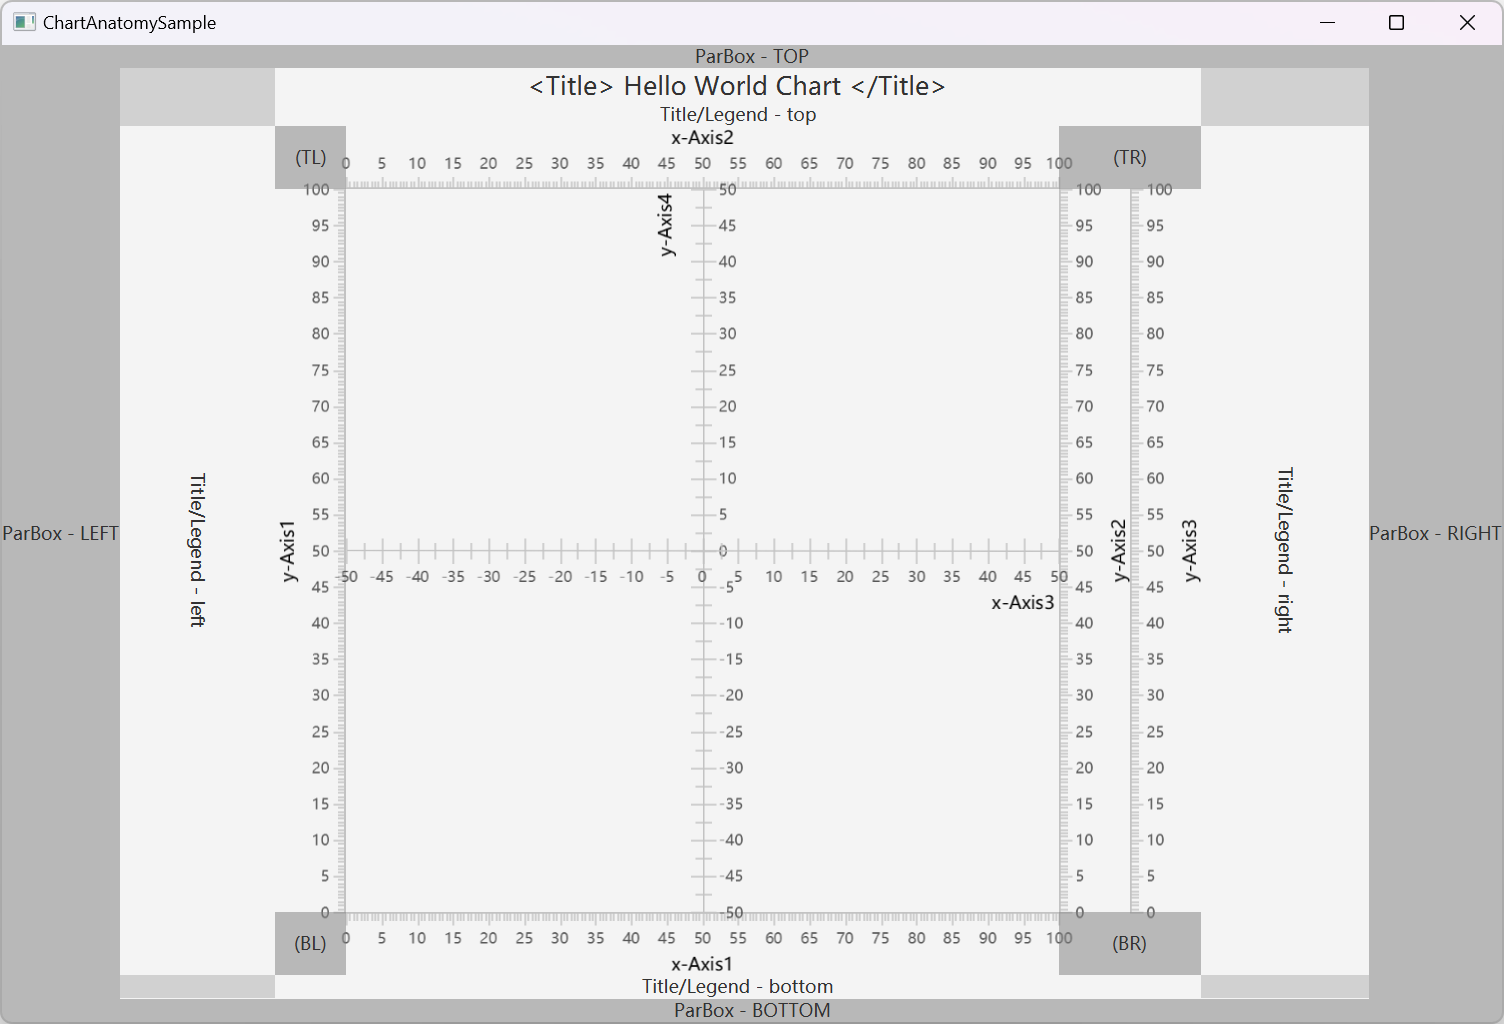 ChartAnatomySample
ParBox - TOP
<Title> Hello World Chart </Title>
Title/Legend - top
x-Axis2
(TL)
0 5 10 15 20 25 30 35 40 45 50 55 60 65 70 75 80 85 90 95 100
(TR)
100 50 100 100
y-Axis4
95 45 95 95
90 40 90 90
85 35 85 85
80 30 80 80
75 25 75 75
70 20 70 70
65 15 65 65
60 10 60 60
55 5 55 55
ParBox - LEFT
Title/Legend - left
y-Axis1
50 0 50 50
y-Axis2
y-Axis3
Title/Legend - right
ParBox - RIGHT
-50 -45 -40 -35 -30 -25 -20 -15 -10 -5 0 5 10 15 20 25 30 35 40 45 50
45 -5 45 45
x-Axis3
40 -10 40 40
35 -15 35 35
30 -20 30 30
25 -25 25 25
20 -30 20 20
15 -35 15 15
10 -40 10 10
5 -45 5 5
0 -50 0 0
(BL)
0 5 10 15 20 25 30 35 40 45 50 55 60 65 70 75 80 85 90 95 100
(BR)
x-Axis1
Title/Legend - bottom
ParBox - BOTTOM